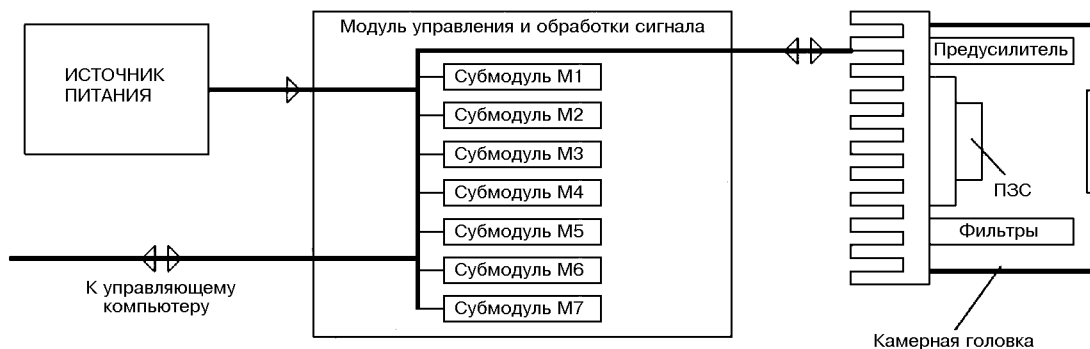 Модуль управления и обработки сигнала
ИСТОЧНИК
ПИТАНИЯ
Субмодуль М1
Субмодуль М2
Субмодуль М3
Субмодуль М4
Субмодуль М5
Субмодуль М6
Субмодуль М7
К управляющему
компьютеру
Предусилитель
ПЗС
Фильтры
Камерная головка